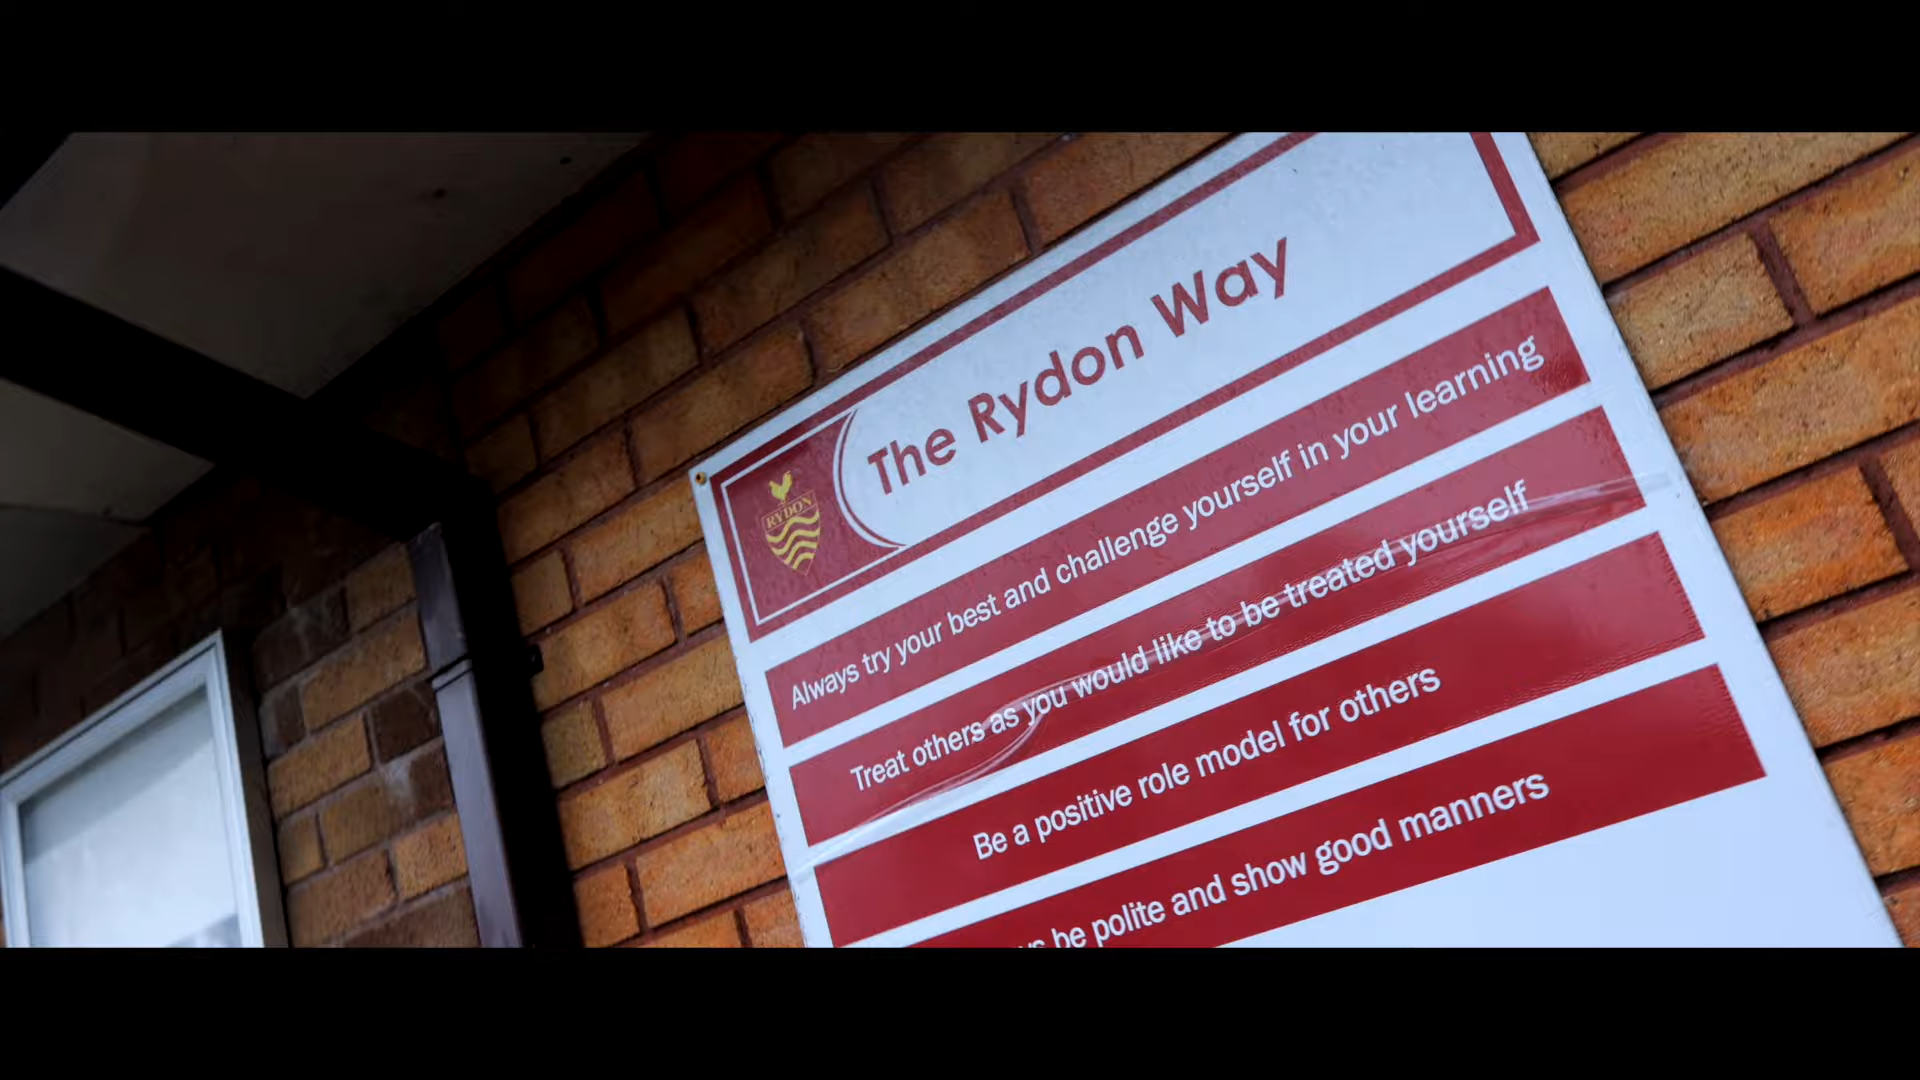 The Rydon Way
RYDON
Always try your best and challenge yourself in your learning
Treat others as you would like to be treated yourself
Be a positive role model for others
be polite and show good manners